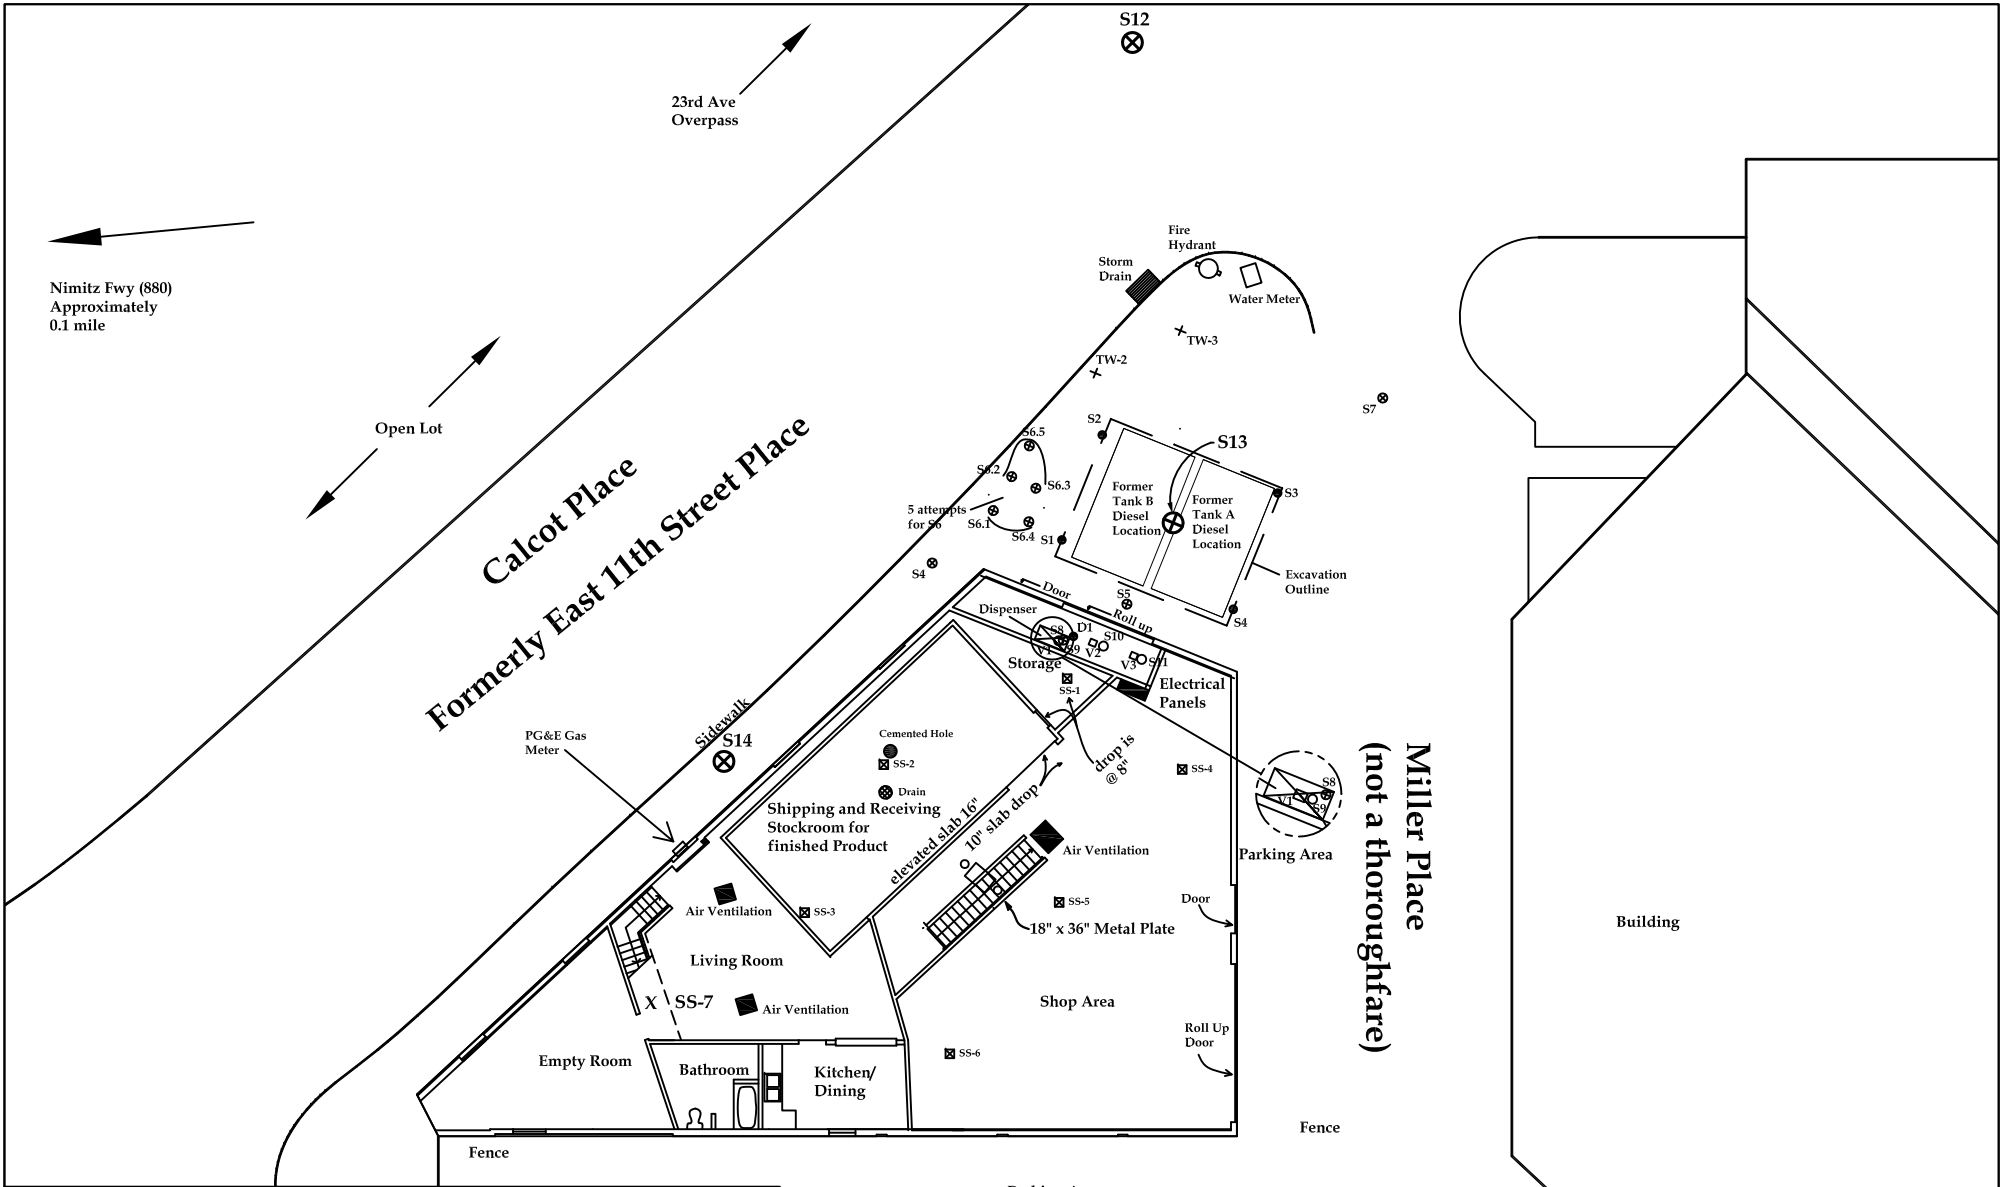 S12
23rd Ave
Overpass
Nimitz Fwy (880)
Approximately
0.1 mile
Fire
Hydrant
Storm
Drain
Water Meter
TW-3
TW-2
S7
Open Lot
Calcot Place
Formerly East 11th Street Place
S2
S6.5
S13
S6.2
S6.3
Former
Tank B
Diesel
Location
Former
Tank A
Diesel
Location
S3
5 attempts
for S6
S6.1
S6.4
S1
S4
Excavation
Outline
Door
S5
Roll up
Dispenser
S8
D1
S10
S4
V1
S9
V2
V3
S11
Storage
SS-1
Electrical
Panels
Sidewalk
S14
PG&E Gas
Meter
Cemented Hole
SS-2
Drain
Shipping and Receiving
Stockroom for
finished Product
drop is
@ 8"
SS-4
elevated slab 16"
10" slab drop
Air Ventilation
S8
V1
S9
Parking Area
Miller Place
(not a thoroughfare)
Air Ventilation
SS-3
SS-5
18" x 36" Metal Plate
Door
Building
Living Room
X SS-7
Air Ventilation
Shop Area
Roll Up
Door
SS-6
Empty Room
Bathroom
Kitchen/
Dining
Fence
Fence